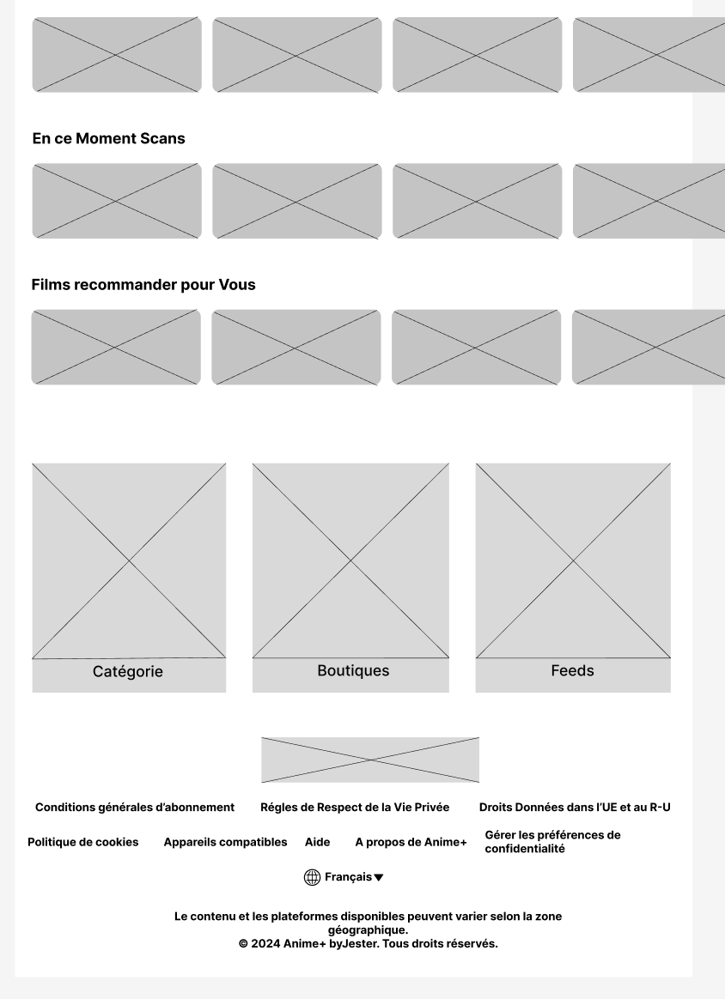 En ce Moment Scans
Films recommander pour Vous
Catégorie
Boutiques
Feeds
Conditions générales d’abonnement
Régles de Respect de la Vie Privée
Droits Données dans l’UE et au R-U
Politique de cookies
Appareils compatibles
Aide
A propos de Anime+
Gérer les préférences de
confidentialité
Français
Le contenu et les plateformes disponibles peuvent varier selon la zone
géographique.
© 2024 Anime+ byJester. Tous droits réservés.